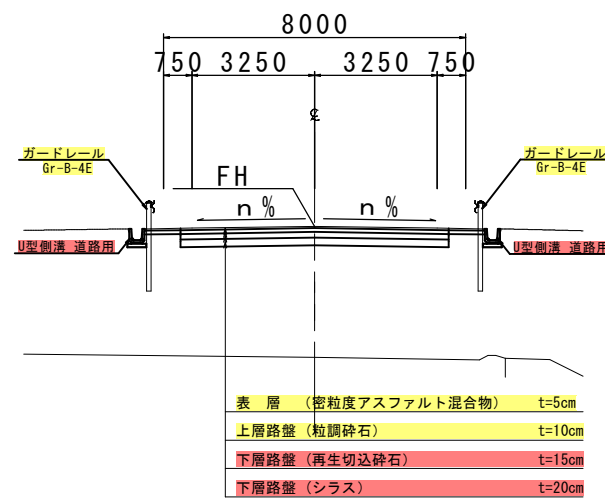 8000
750 3250 3250 750
℄
ガードレール
Gr-B-4E
ガードレール
Gr-B-4E
FH
n% n%
U型側溝 道路用
U型側溝 道路用
表 層 (密粒度アスファルト混合物) t=5cm
上層路盤 (粒調砕石) t=10cm
下層路盤 (再生切込砕石) t=15cm
下層路盤 (シラス) t=20cm